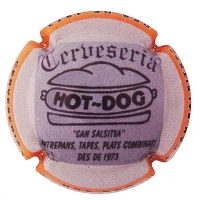 Cerveseria
HOT-DOG
"CAN SALSITXA"
ENTREPANS, TAPES, PLATS COMBINATS
DES DE 1973